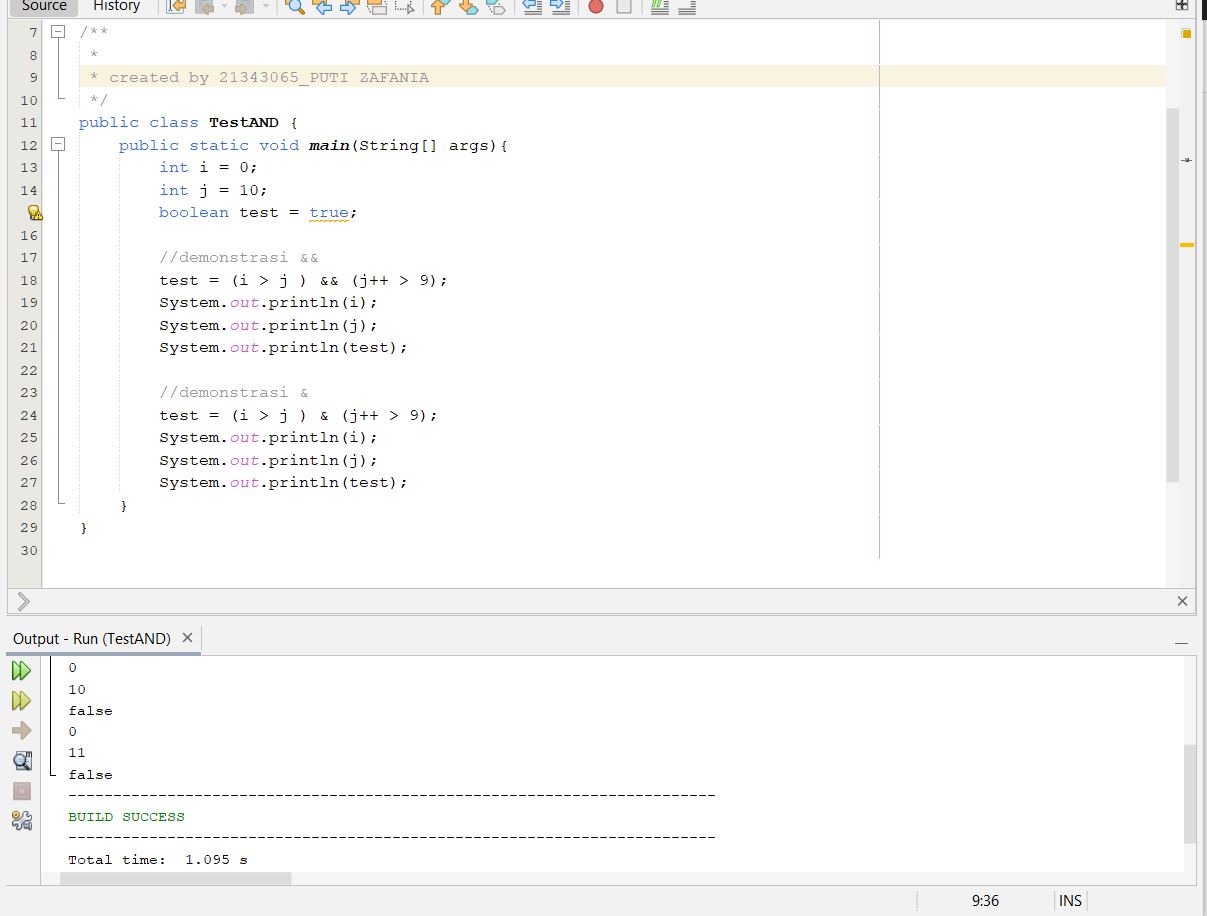 Source History
7 /**
8 *
9 * created by 21343065_PUTI ZAFANIA
10 */
11 public class TestAND {
12 public static void main(String[] args){
13 int i = 0;
14 int j = 10;
boolean test = true;
16
17 //demonstrasi &&
18 test = (i > j ) && (j++ > 9);
19 System.out.println(i);
20 System.out.println(j);
21 System.out.println(test);
22
23 //demonstrasi &
24 test = (i > j ) & (j++ > 9);
25 System.out.println(i);
26 System.out.println(j);
27 System.out.println(test);
28 }
29 }
30
Output - Run (TestAND)
0
10
false
0
11
false
------------------------------------------------------------------------
BUILD SUCCESS
------------------------------------------------------------------------
Total time:  1.095 s
9:36 INS